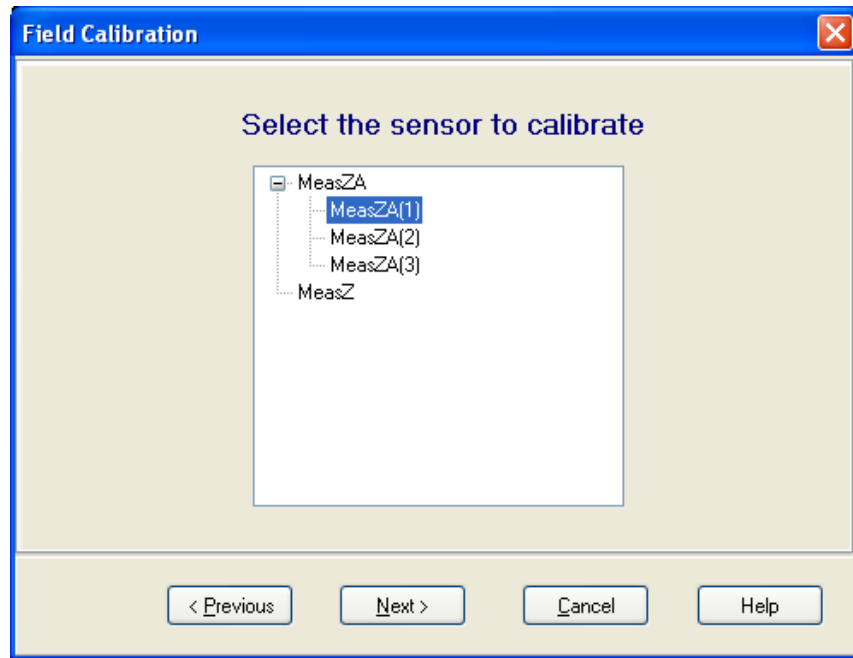 Field Calibration
Select the sensor to calibrate
MeasZA
MeasZA(1)
MeasZA(2)
MeasZA(3)
MeasZ
< Previous Next > Cancel Help